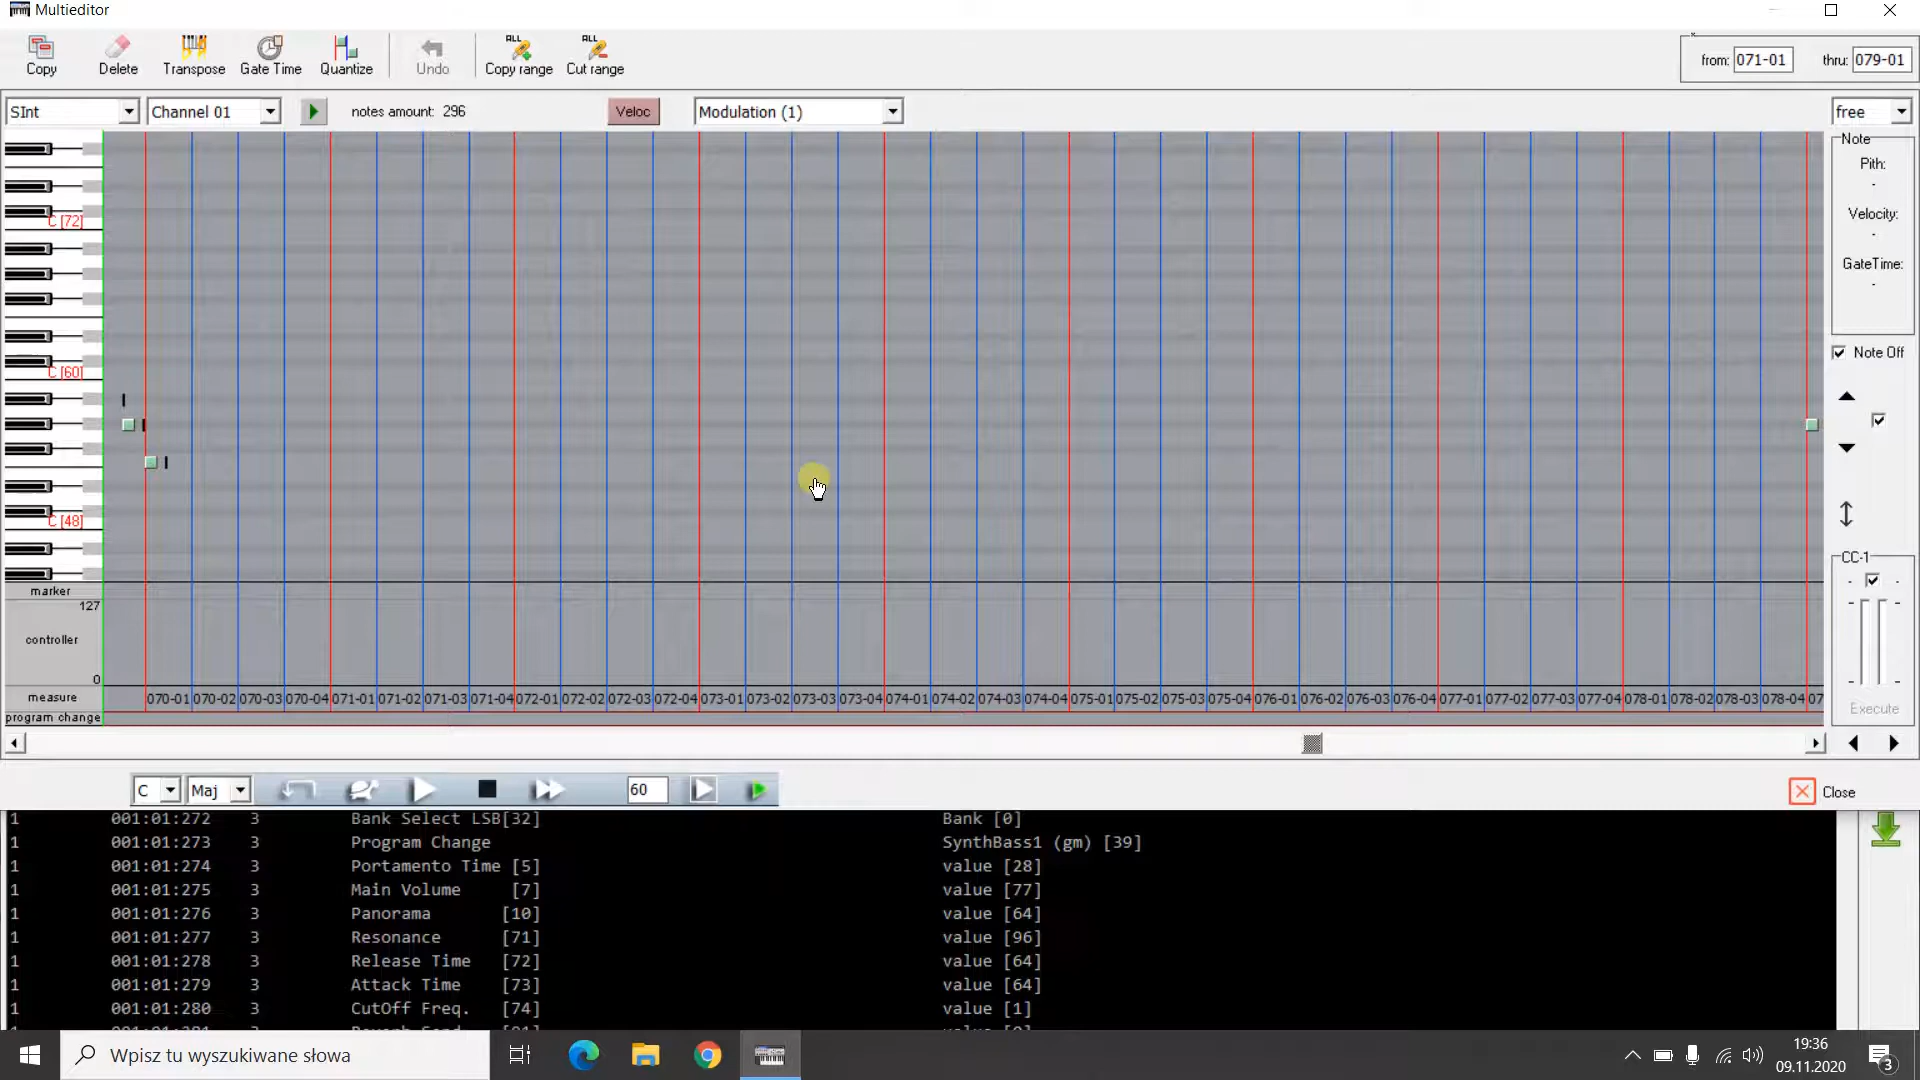 Multieditor
Copy Delete Transpose Gate Time Quantize Undo ALL Copy range ALL Cut range from: 071-01 thru: 079-01
SInt Channel 01 notes amount: 296 Veloc Modulation (1) free
Note
Pith:
-
Velocity:
-
GateTime:
-
C [72]
Note Off
C [60]
C [48]
CC-1
marker
127
controller
0
measure 070-01 070-02 070-03 070-04 071-01 071-02 071-03 071-04 072-01 072-02 072-03 072-04 073-01 073-02 073-03 073-04 074-01 074-02 074-03 074-04 075-01 075-02 075-03 075-04 076-01 076-02 076-03 076-04 077-01 077-02 077-03 077-04 078-01 078-02 078-03 078-04 07
Execute
program change
C Maj 60 Close
1 001:01:272 3 Bank Select LSB[32] Bank [0]
1 001:01:273 3 Program Change SynthBass1 (gm) [39]
1 001:01:274 3 Portamento Time [5] value [28]
1 001:01:275 3 Main Volume [7] value [77]
1 001:01:276 3 Panorama [10] value [64]
1 001:01:277 3 Resonance [71] value [96]
1 001:01:278 3 Release Time [72] value [64]
1 001:01:279 3 Attack Time [73] value [64]
1 001:01:280 3 CutOff Freq. [74] value [1]
Wpisz tu wyszukiwane słowa
19:36
09.11.2020
3